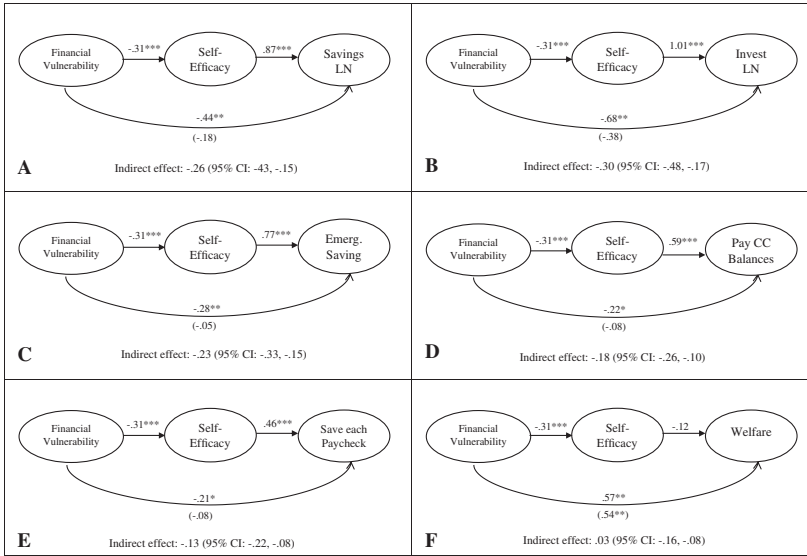 Financial
Vulnerability
-.31***
Self-
Efficacy
.87***
Savings
LN
-.44**
(-.18)
A
Indirect effect: -.26 (95% CI: -43, -.15)
Financial
Vulnerability
-.31***
Self-
Efficacy
1.01***
Invest
LN
-.68**
(-.38)
B
Indirect effect: -.30 (95% CI: -.48, -.17)
Financial
Vulnerability
-.31***
Self-
Efficacy
.77***
Emerg.
Saving
-.28**
(-.05)
C
Indirect effect: -.23 (95% CI: -.33, -.15)
Financial
Vulnerability
-.31***
Self-
Efficacy
.59***
Pay CC
Balances
-.22*
(-.08)
D
Indirect effect: -.18 (95% CI: -.26, -.10)
Financial
Vulnerability
-.31***
Self-
Efficacy
.46***
Save each
Paycheck
-.21*
(-.08)
E
Indirect effect: -.13 (95% CI: -.22, -.08)
Financial
Vulnerability
-.31***
Self-
Efficacy
-.12
Welfare
.57**
(.54**)
F
Indirect effect: .03 (95% CI: -.16, -.08)